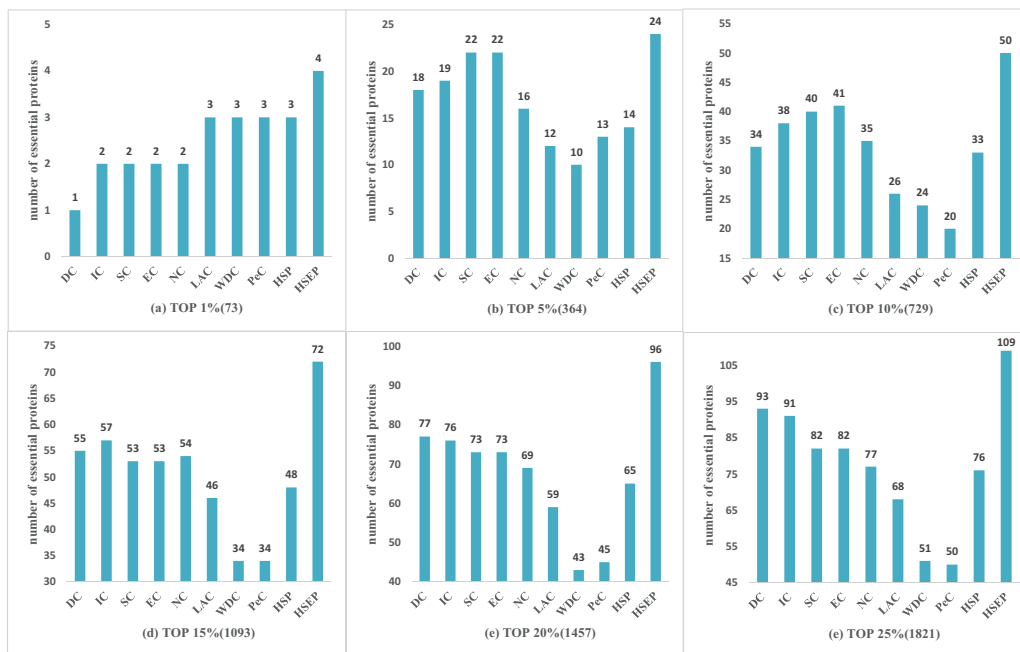 5
4
3
2
1
0
number of essential proteins
1
2
2
2
2
3
3
3
3
4
DC
IC
SC
EC
NC
LAC
WDC
PeC
HSP
HSEP
(a) TOP 1%(73)
25
20
15
10
5
0
number of essential proteins
18
19
22
22
16
12
10
13
14
24
DC
IC
SC
EC
NC
LAC
WDC
PeC
HSP
HSEP
(b) TOP 5%(364)
55
50
45
40
35
30
25
20
15
number of essential proteins
34
38
40
41
35
26
24
20
33
50
DC
IC
SC
EC
NC
LAC
WDC
PeC
HSP
HSEP
(c) TOP 10%(729)
75
70
65
60
55
50
45
40
35
30
number of essential proteins
55
57
53
53
54
46
34
34
48
72
DC
IC
SC
EC
NC
LAC
WDC
PeC
HSP
HSEP
(d) TOP 15%(1093)
100
90
80
70
60
50
40
number of essential proteins
77
76
73
73
69
59
43
45
65
96
DC
IC
SC
EC
NC
LAC
WDC
PeC
HSP
HSEP
(e) TOP 20%(1457)
105
95
85
75
65
55
45
number of essential proteins
93
91
82
82
77
68
51
50
76
109
DC
IC
SC
EC
NC
LAC
WDC
PeC
HSP
HSEP
(e) TOP 25%(1821)